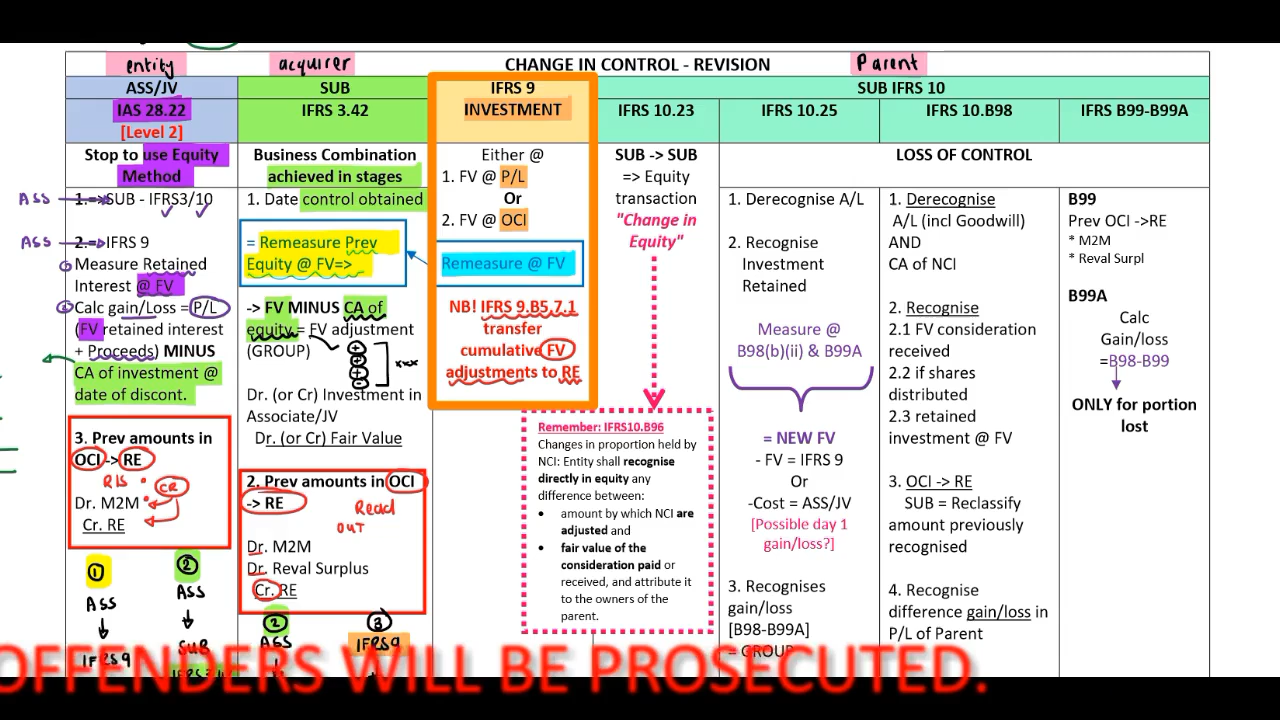 entity
acquirer
CHANGE IN CONTROL - REVISION
Parent
ASS/JV
SUB
IFRS 9
SUB IFRS 10
IAS 28.22
[Level 2]
IFRS 3.42
INVESTMENT
IFRS 10.23
IFRS 10.25
IFRS 10.B98
IFRS B99-B99A
Stop to use Equity
Method
ASS
1.=>SUB - IFRS3/10
ASS
2.=> IFRS 9
① Measure Retained
Interest @ FV
② Calc gain/Loss = P/L
(FV retained interest
+ Proceeds) MINUS
CA of investment @
date of discont.
3. Prev amounts in
OCI -> RE
RIS
CR
Dr. M2M
Cr. RE
①
ASS
IFRS9
②
ASS
SUB
Business Combination
achieved in stages
1. Date control obtained
= Remeasure Prev
Equity @ FV=>
-> FV MINUS CA of
equity = FV adjustment
(GROUP)
+
+
+
-
xxx
Dr. (or Cr) Investment in
Associate/JV
Dr. (or Cr) Fair Value
2. Prev amounts in OCI
-> RE
Read
out
Dr. M2M
Dr. Reval Surplus
Cr. RE
②
ASS
③
IFRS9
Either @
1. FV @ P/L
Or
2. FV @ OCI
Remeasure @ FV
NB! IFRS 9.B5,7.1
transfer
cumulative FV
adjustments to RE
SUB -> SUB
=> Equity
transaction
"Change in
Equity"
Remember: IFRS10.B96
Changes in proportion held by
NCI: Entity shall recognise
directly in equity any
difference between:
• amount by which NCI are
adjusted and
• fair value of the
consideration paid or
received, and attribute it
to the owners of the
parent.
LOSS OF CONTROL
1. Derecognise A/L
2. Recognise
Investment
Retained
Measure @
B98(b)(ii) & B99A
= NEW FV
- FV = IFRS 9
Or
-Cost = ASS/JV
[Possible day 1
gain/loss?]
3. Recognises
gain/loss
[B98-B99A]
= GROUP
1. Derecognise
A/L (incl Goodwill)
AND
CA of NCI
2. Recognise
2.1 FV consideration
received
2.2 if shares
distributed
2.3 retained
investment @ FV
3. OCI -> RE
SUB = Reclassify
amount previously
recognised
4. Recognise
difference gain/loss in
P/L of Parent
B99
Prev OCI ->RE
* M2M
* Reval Surpl
B99A
Calc
Gain/loss
=B98-B99
ONLY for portion
lost
OFFENDERS WILL BE PROSECUTED.